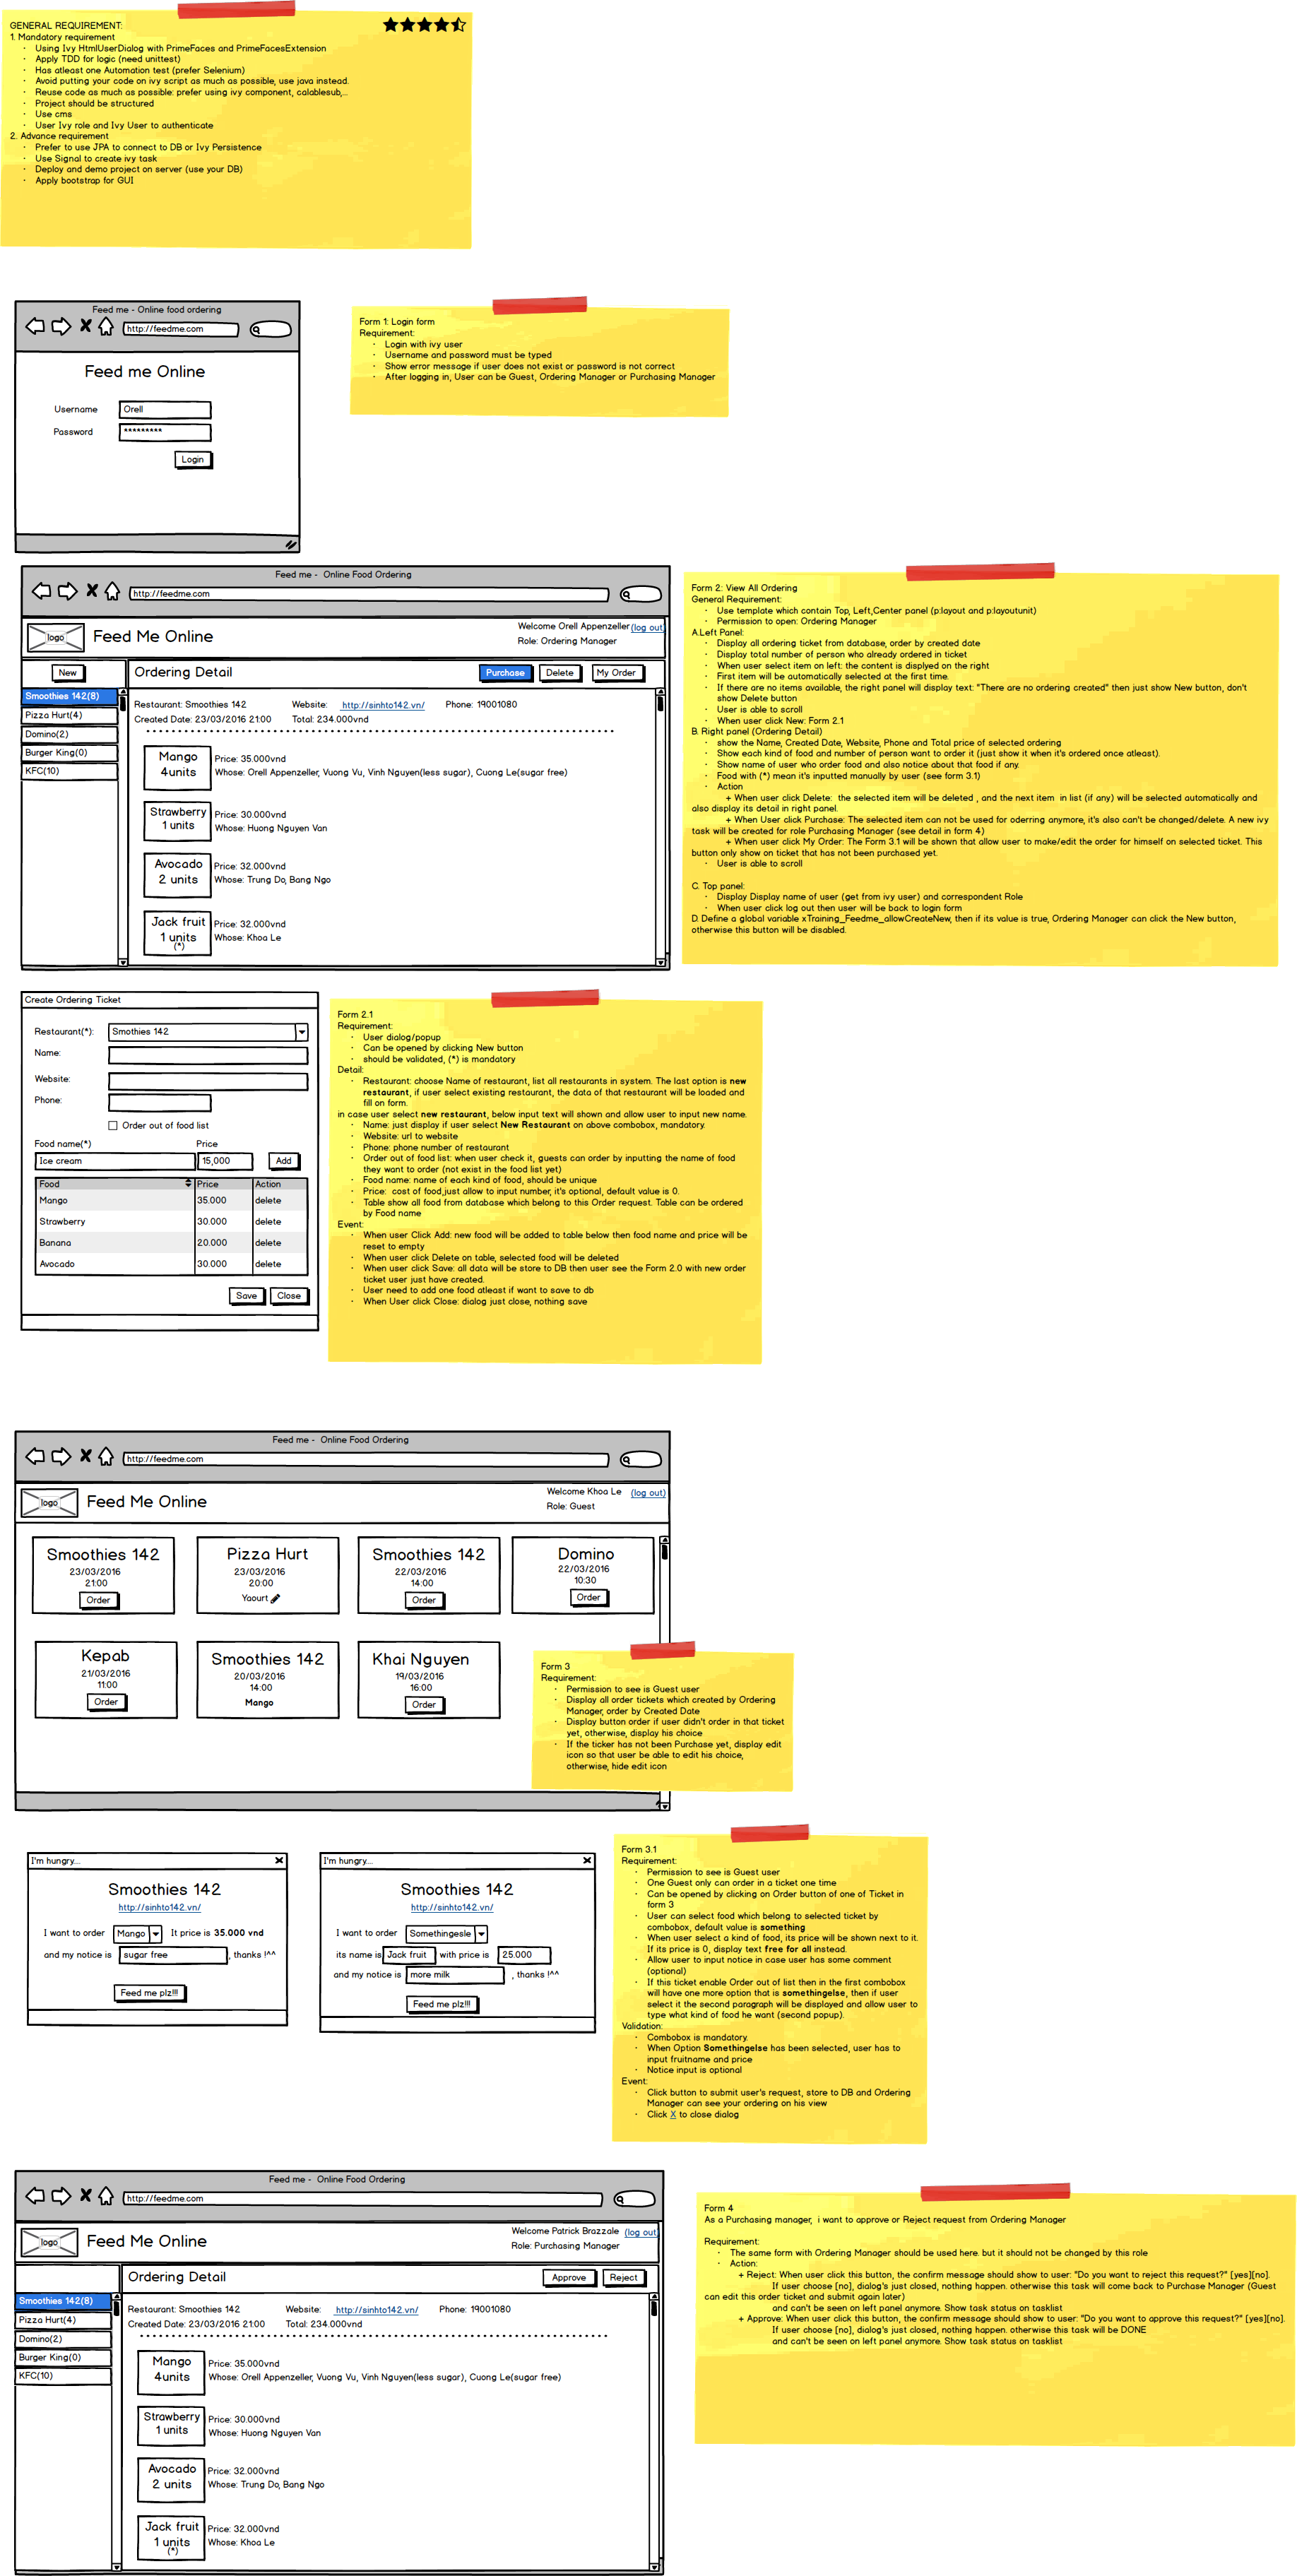 GENERAL REQUIREMENT:
1. Mandatory requirement
· Using Ivy HtmlUserDialog with PrimeFaces and PrimeFacesExtension
· Apply TDD for logic (need unittest)
· Has atleast one Automation test (prefer Selenium)
· Avoid putting your code on ivy script as much as possible, use java instead.
· Reuse code as much as possible: prefer using ivy component, calablesub,...
· Project should be structured
· Use cms
· User Ivy role and Ivy User to authenticate
2. Advance requirement
· Prefer to use JPA to connect to DB or Ivy Persistence
· Use Signal to create ivy task
· Deploy and demo project on server (use your DB)
· Apply bootstrap for GUI
Feed me - Online food ordering
http://feedme.com
Feed me Online
Username Orell
Password *********
Login
Form 1: Login form
Requirement:
· Login with ivy user
· Username and password must be typed
· Show error message if user does not exist or password is not correct
· After logging in, User can be Guest, Ordering Manager or Purchasing Manager
Feed me - Online Food Ordering
http://feedme.com
logo Feed Me Online
Welcome Orell Appenzeller (log out)
Role: Ordering Manager
New
Ordering Detail Purchase Delete My Order
Smoothies 142(8)
Pizza Hurt(4)
Domino(2)
Burger King(0)
KFC(10)
Restaurant: Smoothies 142 Website: http://sinhto142.vn/ Phone: 19001080
Created Date: 23/03/2016 21:00 Total: 234.000vnd
Mango
4units
Price: 35.000vnd
Whose: Orell Appenzeller, Vuong Vu, Vinh Nguyen(less sugar), Cuong Le(sugar free)
Strawberry
1 units
Price: 30.000vnd
Whose: Huong Nguyen Van
Avocado
2 units
Price: 32.000vnd
Whose: Trung Do, Bang Ngo
Jack fruit
1 units
(*)
Price: 32.000vnd
Whose: Khoa Le
Form 2: View All Ordering
General Requirement:
· Use template which contain Top, Left,Center panel (p:layout and p:layoutunit)
· Permission to open: Ordering Manager
A.Left Panel:
· Display all ordering ticket from database, order by created date
· Display total number of person who already ordered in ticket
· When user select item on left: the content is displyed on the right
· First item will be automatically selected at the first time.
· If there are no items available, the right panel will display text: "There are no ordering created" then just show New button, don't
show Delete button
· User is able to scroll
· When user click New: Form 2.1
B. Right panel (Ordering Detail)
· show the Name, Created Date, Website, Phone and Total price of selected ordering
· Show each kind of food and number of person want to order it (just show it when it's ordered once atleast).
· Show name of user who order food and also notice about that food if any.
· Food with (*) mean it's inputted manually by user (see form 3.1)
· Action
+ When user click Delete: the selected item will be deleted , and the next item in list (if any) will be selected automatically and
also display its detail in right panel.
+ When User click Purchase: The selected item can not be used for oderring anymore, it's also can't be changed/delete. A new ivy
task will be created for role Purchasing Manager (see detail in form 4)
+ When user click My Order: The Form 3.1 will be shown that allow user to make/edit the order for himself on selected ticket. This
button only show on ticket that has not been purchased yet.
· User is able to scroll
C. Top panel:
· Display Display name of user (get from ivy user) and correspondent Role
· When user click log out then user will be back to login form
D. Define a global variable xTraining_Feedme_allowCreateNew, then if its value is true, Ordering Manager can click the New button,
otherwise this button will be disabled.
Create Ordering Ticket
Restaurant(*): Smothies 142
Name:
Website:
Phone:
Order out of food list
Food name(*) Price
Ice cream 15,000 Add
Food Price Action
Mango 35.000 delete
Strawberry 30.000 delete
Banana 20.000 delete
Avocado 30.000 delete
Save Close
Form 2.1
Requirement:
· User dialog/popup
· Can be opened by clicking New button
· should be validated, (*) is mandatory
Detail:
· Restaurant: choose Name of restaurant, list all restaurants in system. The last option is new
restaurant, if user select existing restaurant, the data of that restaurant will be loaded and
fill on form.
in case user select new restaurant, below input text will shown and allow user to input new name.
· Name: just display if user select New Restaurant on above combobox, mandatory.
· Website: url to website
· Phone: phone number of restaurant
· Order out of food list: when user check it, guests can order by inputting the name of food
they want to order (not exist in the food list yet)
· Food name: name of each kind of food, should be unique
· Price: cost of food,just allow to input number, it's optional, default value is 0.
· Table show all food from database which belong to this Order request. Table can be ordered
by Food name
Event:
· When user Click Add: new food will be added to table below then food name and price will be
reset to empty
· When user click Delete on table, selected food will be deleted
· When user click Save: all data will be store to DB then user see the Form 2.0 with new order
ticket user just have created.
· User need to add one food atleast if want to save to db
· When User click Close: dialog just close, nothing save
Feed me - Online Food Ordering
http://feedme.com
logo Feed Me Online
Welcome Khoa Le (log out)
Role: Guest
Smoothies 142
23/03/2016
21:00
Order
Pizza Hurt
23/03/2016
20:00
Yaourt
Smoothies 142
22/03/2016
14:00
Order
Domino
22/03/2016
10:30
Order
Kepab
21/03/2016
11:00
Order
Smoothies 142
20/03/2016
14:00
Mango
Khai Nguyen
19/03/2016
16:00
Order
Form 3
Requirement:
· Permission to see is Guest user
· Display all order tickets which created by Ordering
Manager, order by Created Date
· Display button order if user didn't order in that ticket
yet, otherwise, display his choice
· If the ticker has not been Purchase yet, display edit
icon so that user be able to edit his choice,
otherwise, hide edit icon
I'm hungry...
Smoothies 142
http://sinhto142.vn/
I want to order Mango It price is 35.000 vnd
and my notice is sugar free , thanks !^^
Feed me plz!!!
I'm hungry...
Smoothies 142
http://sinhto142.vn/
I want to order Somethingesle
its name is Jack fruit with price is 25.000
and my notice is more milk , thanks !^^
Feed me plz!!!
Form 3.1
Requirement:
· Permission to see is Guest user
· One Guest only can order in a ticket one time
· Can be opened by clicking on Order button of one of Ticket in
form 3
· User can select food which belong to selected ticket by
combobox, default value is something
· When user select a kind of food, its price will be shown next to it.
If its price is 0, display text free for all instead.
· Allow user to input notice in case user has some comment
(optional)
· If this ticket enable Order out of list then in the first combobox
will have one more option that is somethingelse, then if user
select it the second paragraph will be displayed and allow user to
type what kind of food he want (second popup).
Validation:
· Combobox is mandatory.
· When Option Somethingelse has been selected, user has to
input fruitname and price
· Notice input is optional
Event:
· Click button to submit user's request, store to DB and Ordering
Manager can see your ordering on his view
· Click X to close dialog
Feed me - Online Food Ordering
http://feedme.com
logo Feed Me Online
Welcome Patrick Brazzale (log out)
Role: Purchasing Manager
Ordering Detail Approve Reject
Smoothies 142(8)
Pizza Hurt(4)
Domino(2)
Burger King(0)
KFC(10)
Restaurant: Smoothies 142 Website: http://sinhto142.vn/ Phone: 19001080
Created Date: 23/03/2016 21:00 Total: 234.000vnd
Mango
4units
Price: 35.000vnd
Whose: Orell Appenzeller, Vuong Vu, Vinh Nguyen(less sugar), Cuong Le(sugar free)
Strawberry
1 units
Price: 30.000vnd
Whose: Huong Nguyen Van
Avocado
2 units
Price: 32.000vnd
Whose: Trung Do, Bang Ngo
Jack fruit
1 units
(*)
Price: 32.000vnd
Whose: Khoa Le
Form 4
As a Purchasing manager, i want to approve or Reject request from Ordering Manager
Requirement:
· The same form with Ordering Manager should be used here. but it should not be changed by this role
· Action:
+ Reject: When user click this button, the confirm message should show to user: "Do you want to reject this request?" [yes][no].
If user choose [no], dialog's just closed, nothing happen. otherwise this task will come back to Purchase Manager (Guest
can edit this order ticket and submit again later)
and can't be seen on left panel anymore. Show task status on tasklist
+ Approve: When user click this button, the confirm message should show to user: "Do you want to approve this request?" [yes][no].
If user choose [no], dialog's just closed, nothing happen. otherwise this task will be DONE
and can't be seen on left panel anymore. Show task status on tasklist